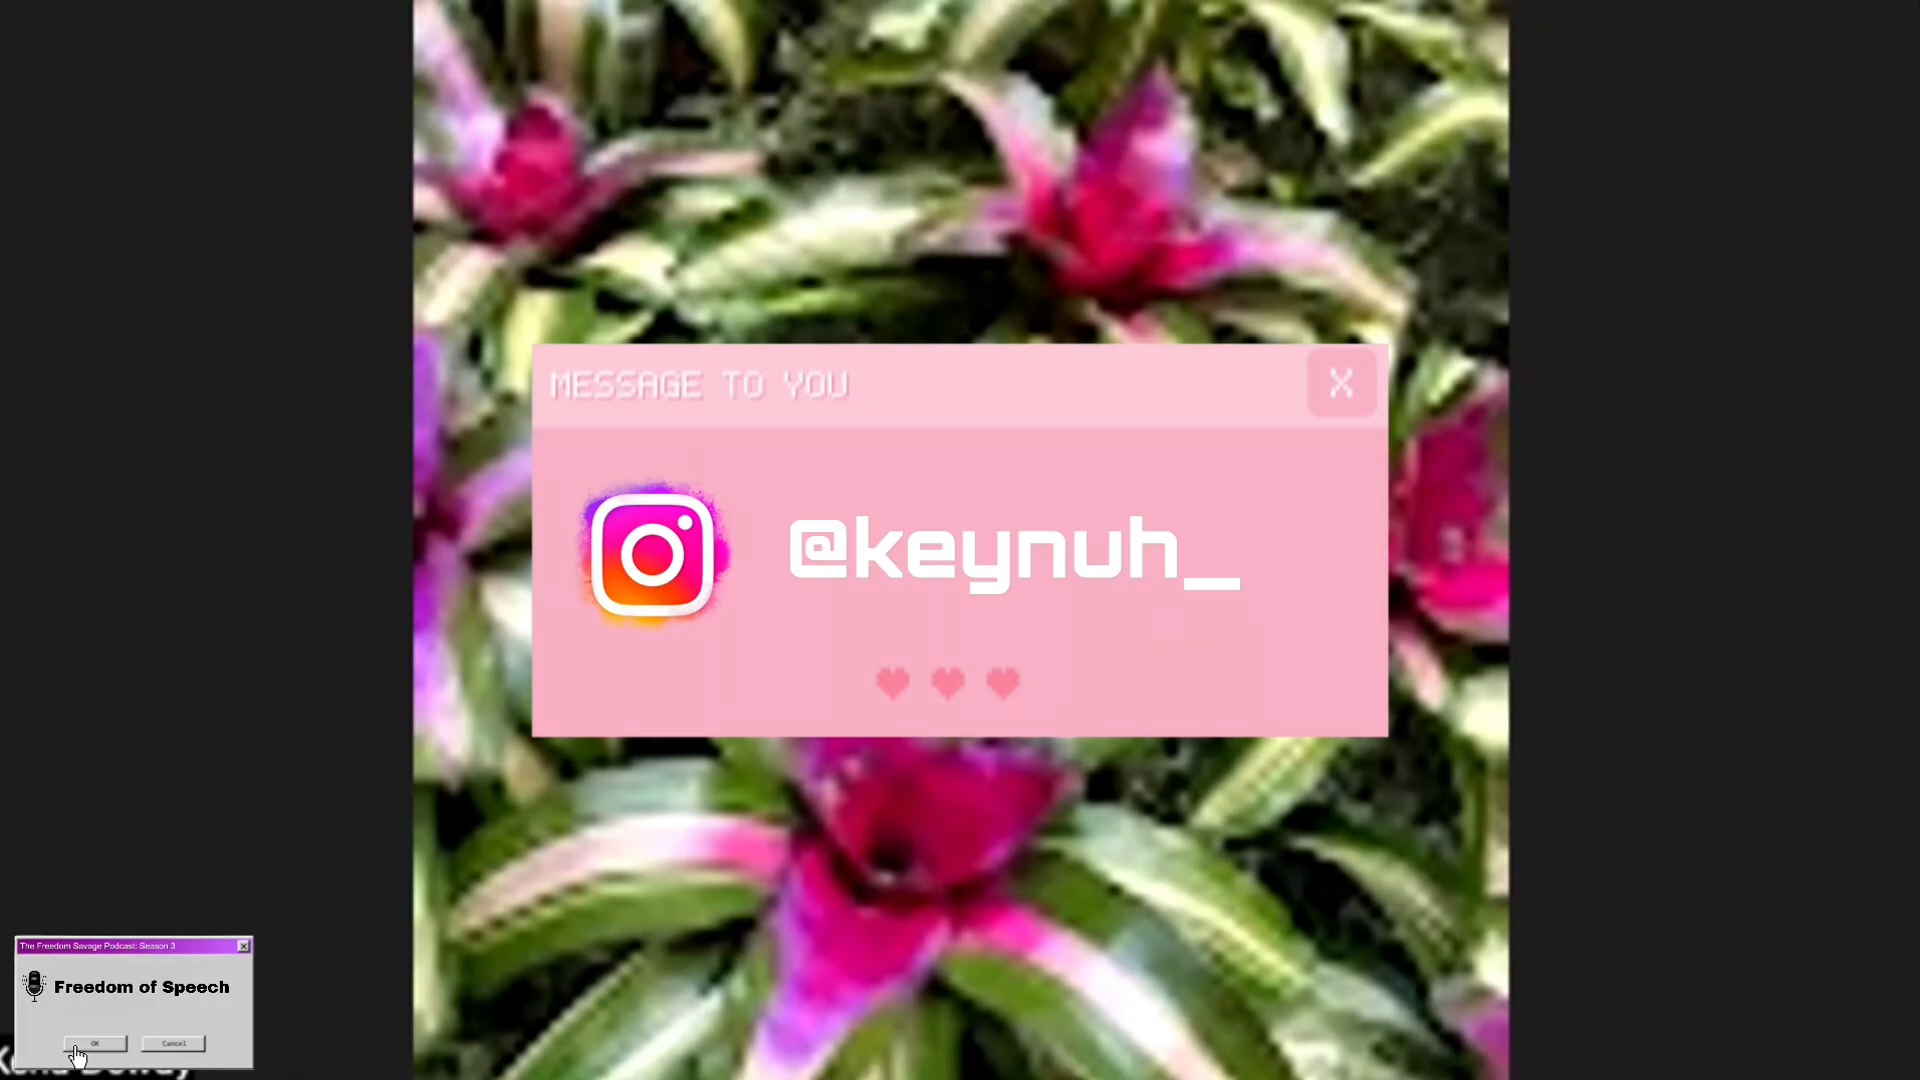 MESSAGE TO YOU
X
@keynuh_
The Freedom Savage Podcast: Season 3
Freedom of Speech
OK
Cancel